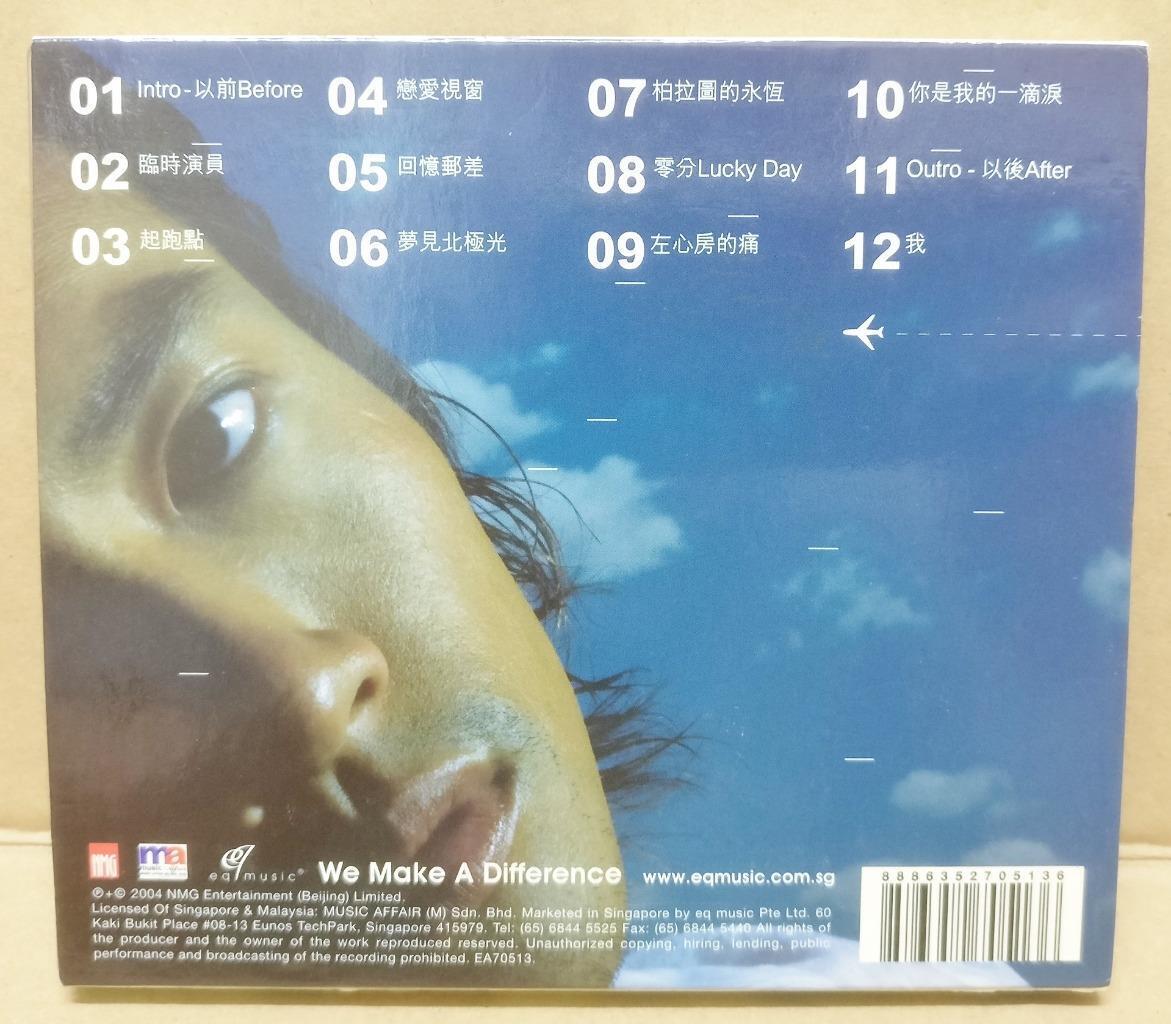 01 Intro-以前Before
02 臨時演員
03 起跑點
04 戀愛視窗
05 回憶郵差
06 夢見北極光
07 柏拉圖的永恆
08 零分Lucky Day
09 左心房的痛
10 你是我的一滴淚
11 Outro - 以後After
12 我
NMG
ma
eq music® We Make A Difference www.eqmusic.com.sg
℗+© 2004 NMG Entertainment (Beijing) Limited.
Licensed Of Singapore & Malaysia: MUSIC AFFAIR (M) Sdn. Bhd. Marketed in Singapore by eq music Pte Ltd. 60
Kaki Bukit Place #08-13 Eunos TechPark, Singapore 415979. Tel: (65) 6844 5525 Fax: (65) 6844 5440 All rights of
the producer and the owner of the work reproduced reserved. Unauthorized copying, hiring, lending, public
performance and broadcasting of the recording prohibited. EA70513.
8886352705136